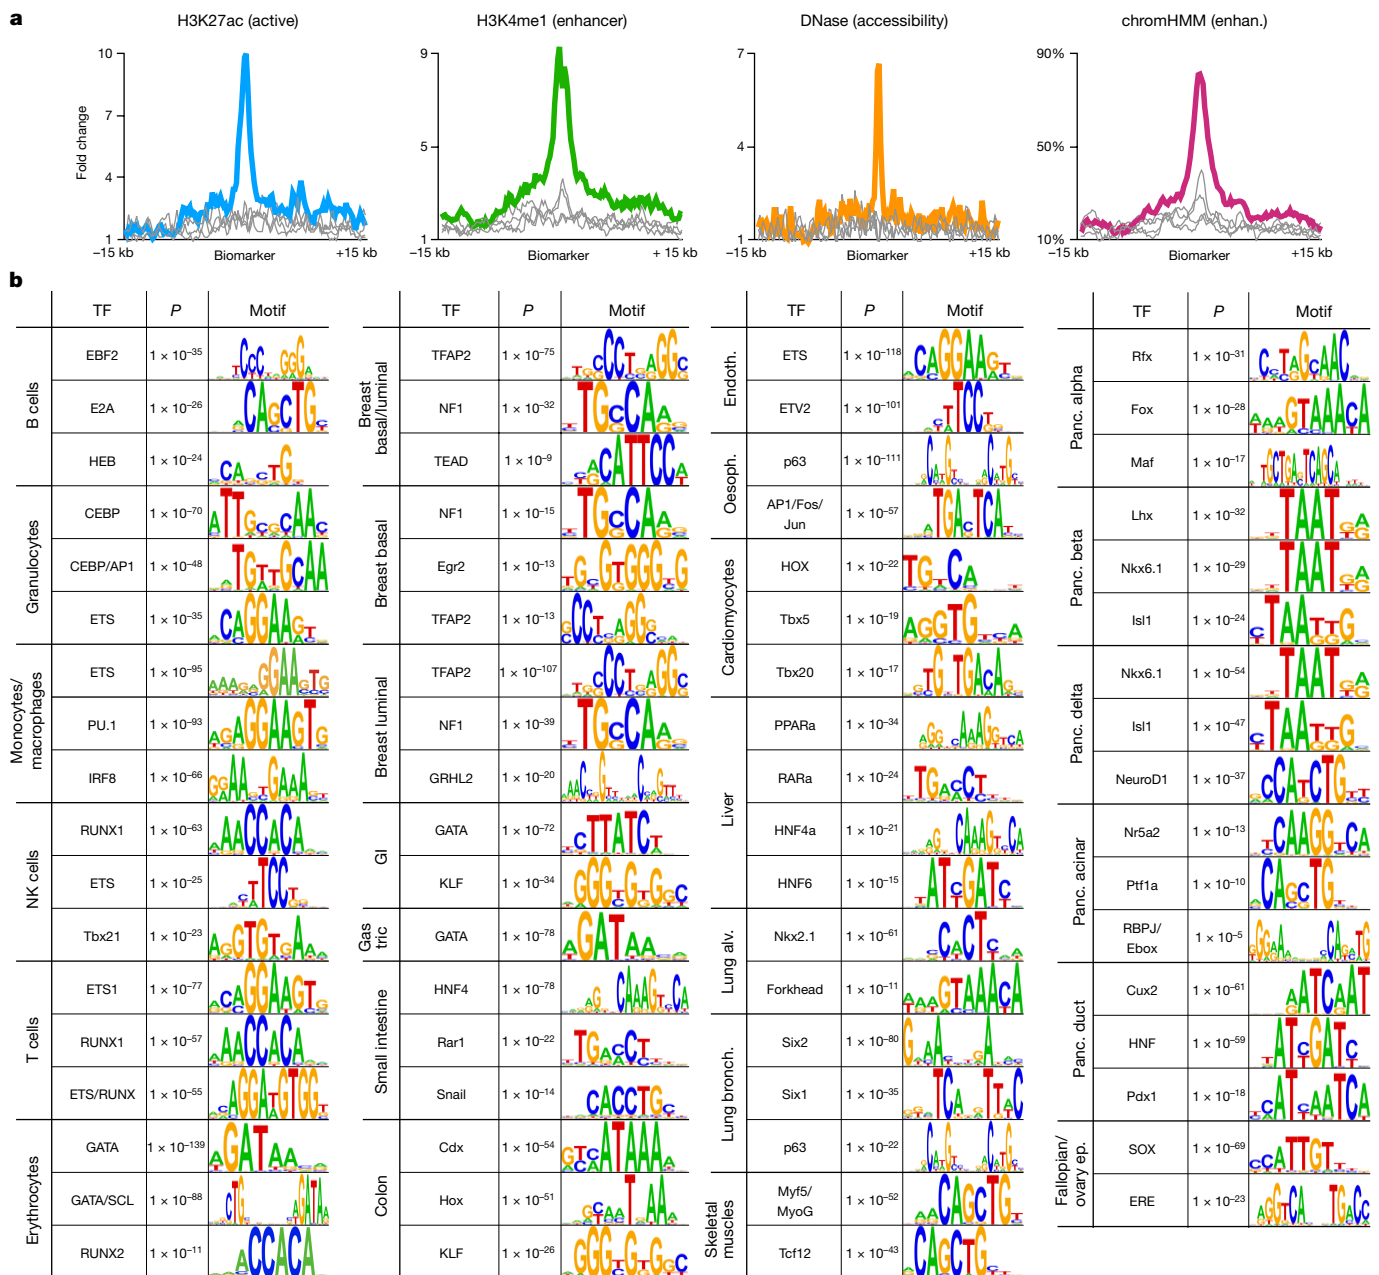 a
H3K27ac (active)
H3K4me1 (enhancer)
DNase (accessibility)
chromHMM (enhan.)
Fold change
10
7
4
1
−15 kb
Biomarker
+15 kb
9
5
1
−15 kb
Biomarker
+ 15 kb
7
4
1
−15 kb
Biomarker
+15 kb
90%
50%
10%
−15 kb
Biomarker
+15 kb
b
TF P Motif
B cells
EBF2 1 × 10−35
E2A 1 × 10−26
HEB 1 × 10−24
Granulocytes
CEBP 1 × 10−70
CEBP/AP1 1 × 10−48
ETS 1 × 10−35
Monocytes/
macrophages
ETS 1 × 10−95
PU.1 1 × 10−93
IRF8 1 × 10−66
NK cells
RUNX1 1 × 10−63
ETS 1 × 10−25
Tbx21 1 × 10−23
T cells
ETS1 1 × 10−77
RUNX1 1 × 10−57
ETS/RUNX 1 × 10−55
Erythrocytes
GATA 1 × 10−139
GATA/SCL 1 × 10−88
RUNX2 1 × 10−11
TF P Motif
Breast
basal/luminal
TFAP2 1 × 10−75
NF1 1 × 10−32
TEAD 1 × 10−9
Breast basal
NF1 1 × 10−15
Egr2 1 × 10−13
TFAP2 1 × 10−13
Breast luminal
TFAP2 1 × 10−107
NF1 1 × 10−39
GRHL2 1 × 10−20
GI
GATA 1 × 10−72
KLF 1 × 10−34
Gas
tric
GATA 1 × 10−78
Small intestine
HNF4 1 × 10−78
Rar1 1 × 10−22
Snail 1 × 10−14
Colon
Cdx 1 × 10−54
Hox 1 × 10−51
KLF 1 × 10−26
TF P Motif
Endoth.
ETS 1 × 10−118
ETV2 1 × 10−101
Oesoph.
p63 1 × 10−111
AP1/Fos/
Jun 1 × 10−57
Cardiomyocytes
HOX 1 × 10−22
Tbx5 1 × 10−19
Tbx20 1 × 10−17
Liver
PPARa 1 × 10−34
RARa 1 × 10−24
HNF4a 1 × 10−21
HNF6 1 × 10−15
Lung alv.
Nkx2.1 1 × 10−61
Forkhead 1 × 10−11
Lung bronch.
Six2 1 × 10−80
Six1 1 × 10−35
p63 1 × 10−22
Skeletal
muscles
Myf5/
MyoG 1 × 10−52
Tcf12 1 × 10−43
TF P Motif
Panc. alpha
Rfx 1 × 10−31
Fox 1 × 10−28
Maf 1 × 10−17
Panc. beta
Lhx 1 × 10−32
Nkx6.1 1 × 10−29
Isl1 1 × 10−24
Panc. delta
Nkx6.1 1 × 10−54
Isl1 1 × 10−47
NeuroD1 1 × 10−37
Panc. acinar
Nr5a2 1 × 10−13
Ptf1a 1 × 10−10
RBPJ/
Ebox 1 × 10−5
Panc. duct
Cux2 1 × 10−61
HNF 1 × 10−59
Pdx1 1 × 10−18
Fallopian/
ovary ep.
SOX 1 × 10−69
ERE 1 × 10−23